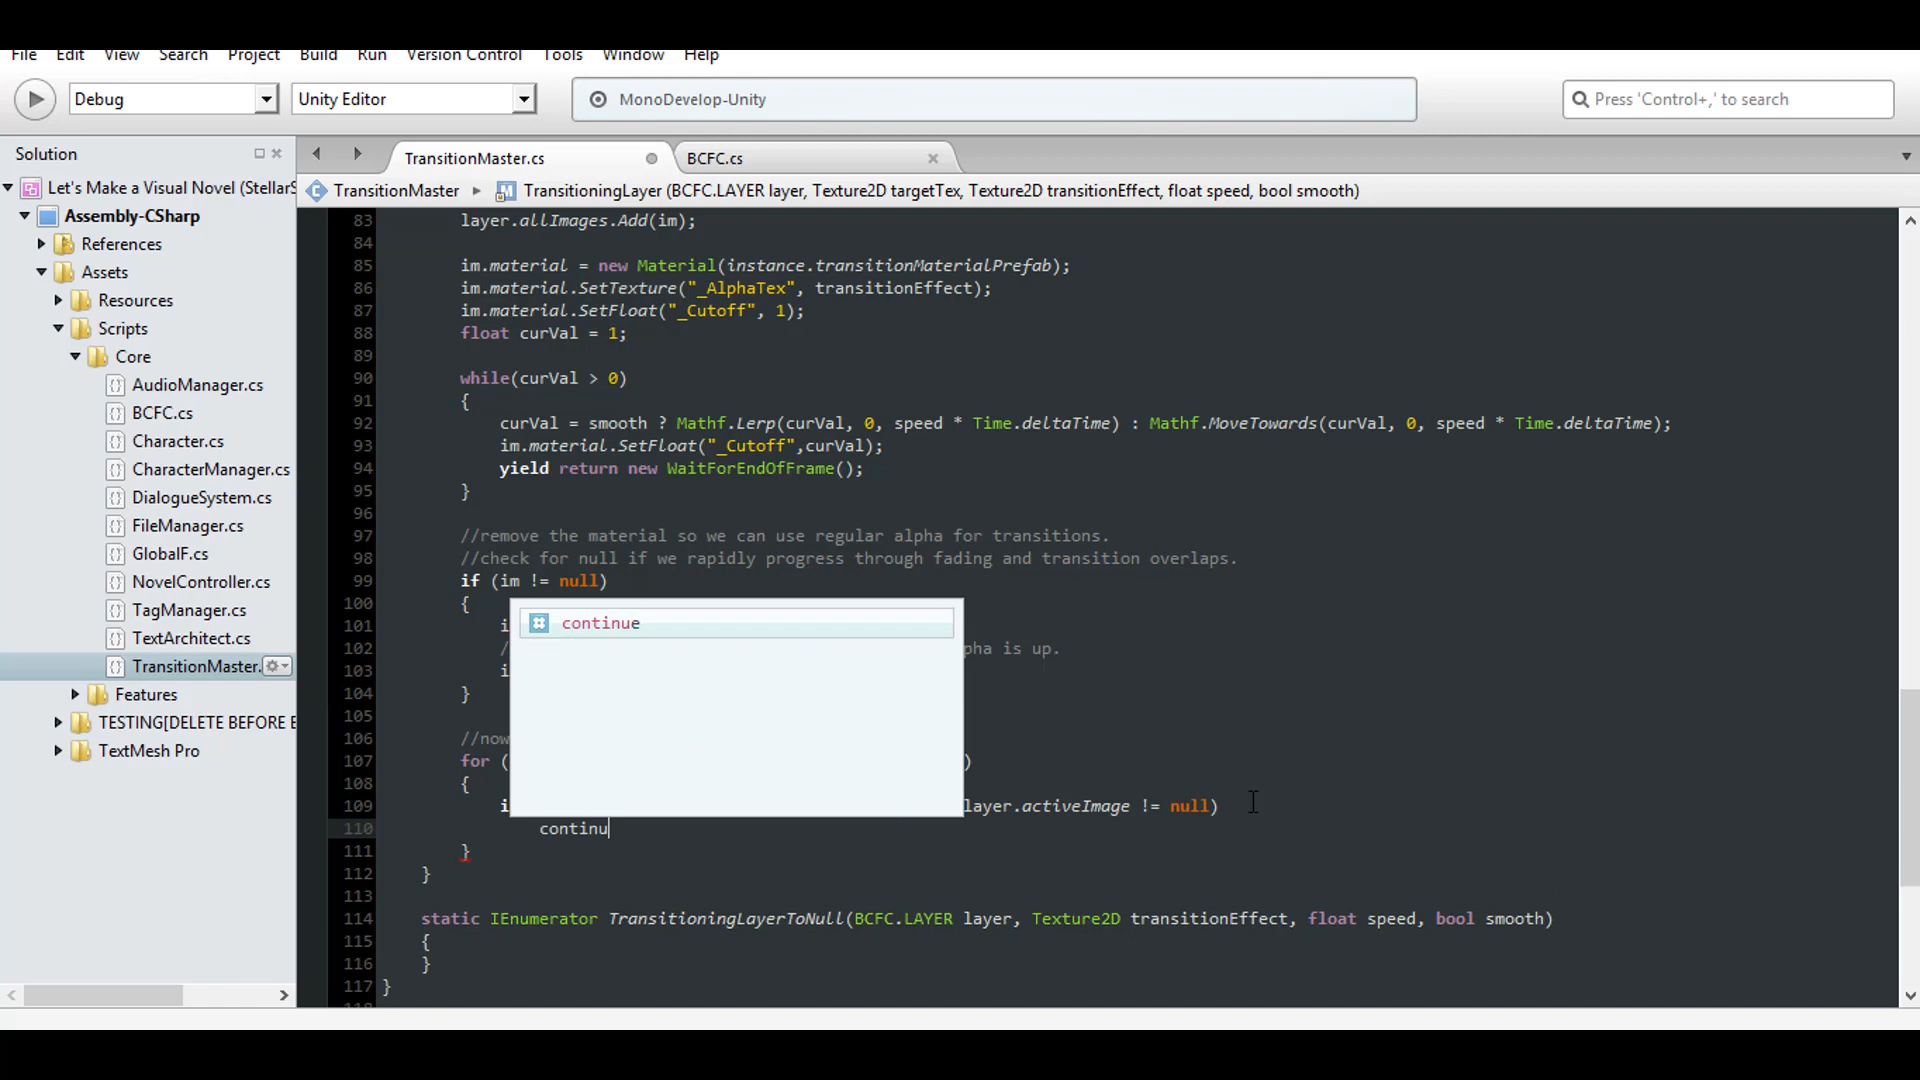 File Edit View Search Project Build Run Version Control Tools Window Help
Debug Unity Editor MonoDevelop-Unity Press 'Control+,' to search
Solution
TransitionMaster.cs BCFC.cs
TransitionMaster TransitioningLayer (BCFC.LAYER layer, Texture2D targetTex, Texture2D transitionEffect, float speed, bool smooth)
Let's Make a Visual Novel
Assembly-CSharp
References
Assets
Resources
Scripts
Core
AudioManager.cs
BCFC.cs
Character.cs
CharacterManager.cs
DialogueSystem.cs
FileManager.cs
GlobalF.cs
NovelController.cs
TagManager.cs
TextArchitect.cs
TransitionMaster.
Features
TESTING[DELETE BEFORE
TextMesh Pro
83 layer.allImages.Add(im);
84
85 im.material = new Material(instance.transitionMaterialPrefab);
86 im.material.SetTexture("_AlphaTex", transitionEffect);
87 im.material.SetFloat("_Cutoff", 1);
88 float curVal = 1;
89
90 while(curVal > 0)
91 {
92 curVal = smooth ? Mathf.Lerp(curVal, 0, speed * Time.deltaTime) : Mathf.MoveTowards(curVal, 0, speed * Time.deltaTime);
93 im.material.SetFloat("_Cutoff",curVal);
94 yield return new WaitForEndOfFrame();
95 }
96
97 //remove the material so we can use regular alpha for transitions.
98 //check for null if we rapidly progress through fading and transition overlaps.
99 if (im != null)
100 {
101 i
102 / pha is up.
103 i
104 }
105
106 //now
107 for ( )
108 {
109 i layer.activeImage != null)
110 continu
111 }
112 }
113
114 static IEnumerator TransitioningLayerToNull(BCFC.LAYER layer, Texture2D transitionEffect, float speed, bool smooth)
115 {
116 }
117 }
continue